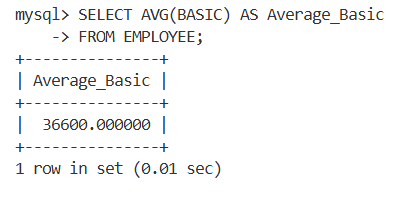 mysql> SELECT AVG(BASIC) AS Average_Basic
    -> FROM EMPLOYEE;
+---------------+
| Average_Basic |
+---------------+
|  36600.000000 |
+---------------+
1 row in set (0.01 sec)